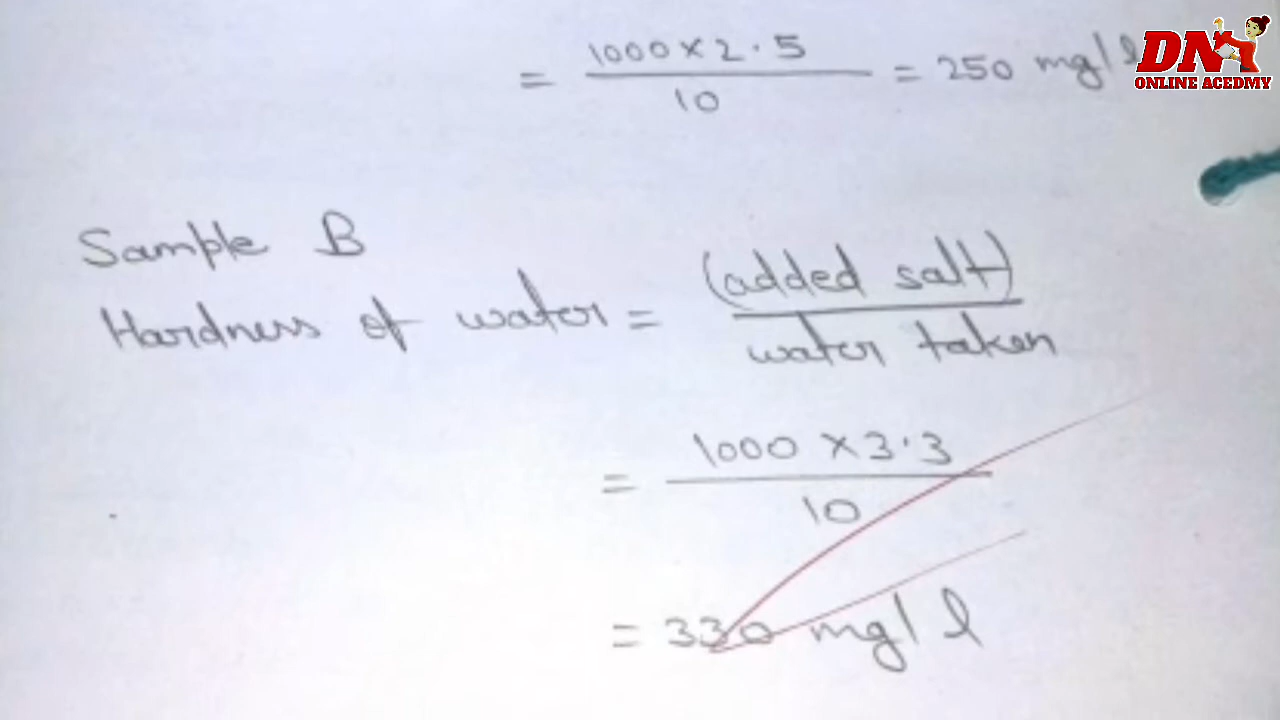 = 1000 × 2.5 / 10 = 250 mg/l
DN
ONLINE ACEDMY
Sample B
Hardness of water = (added salt) / water taken
= 1000 × 3.3 / 10
= 330 mg/l